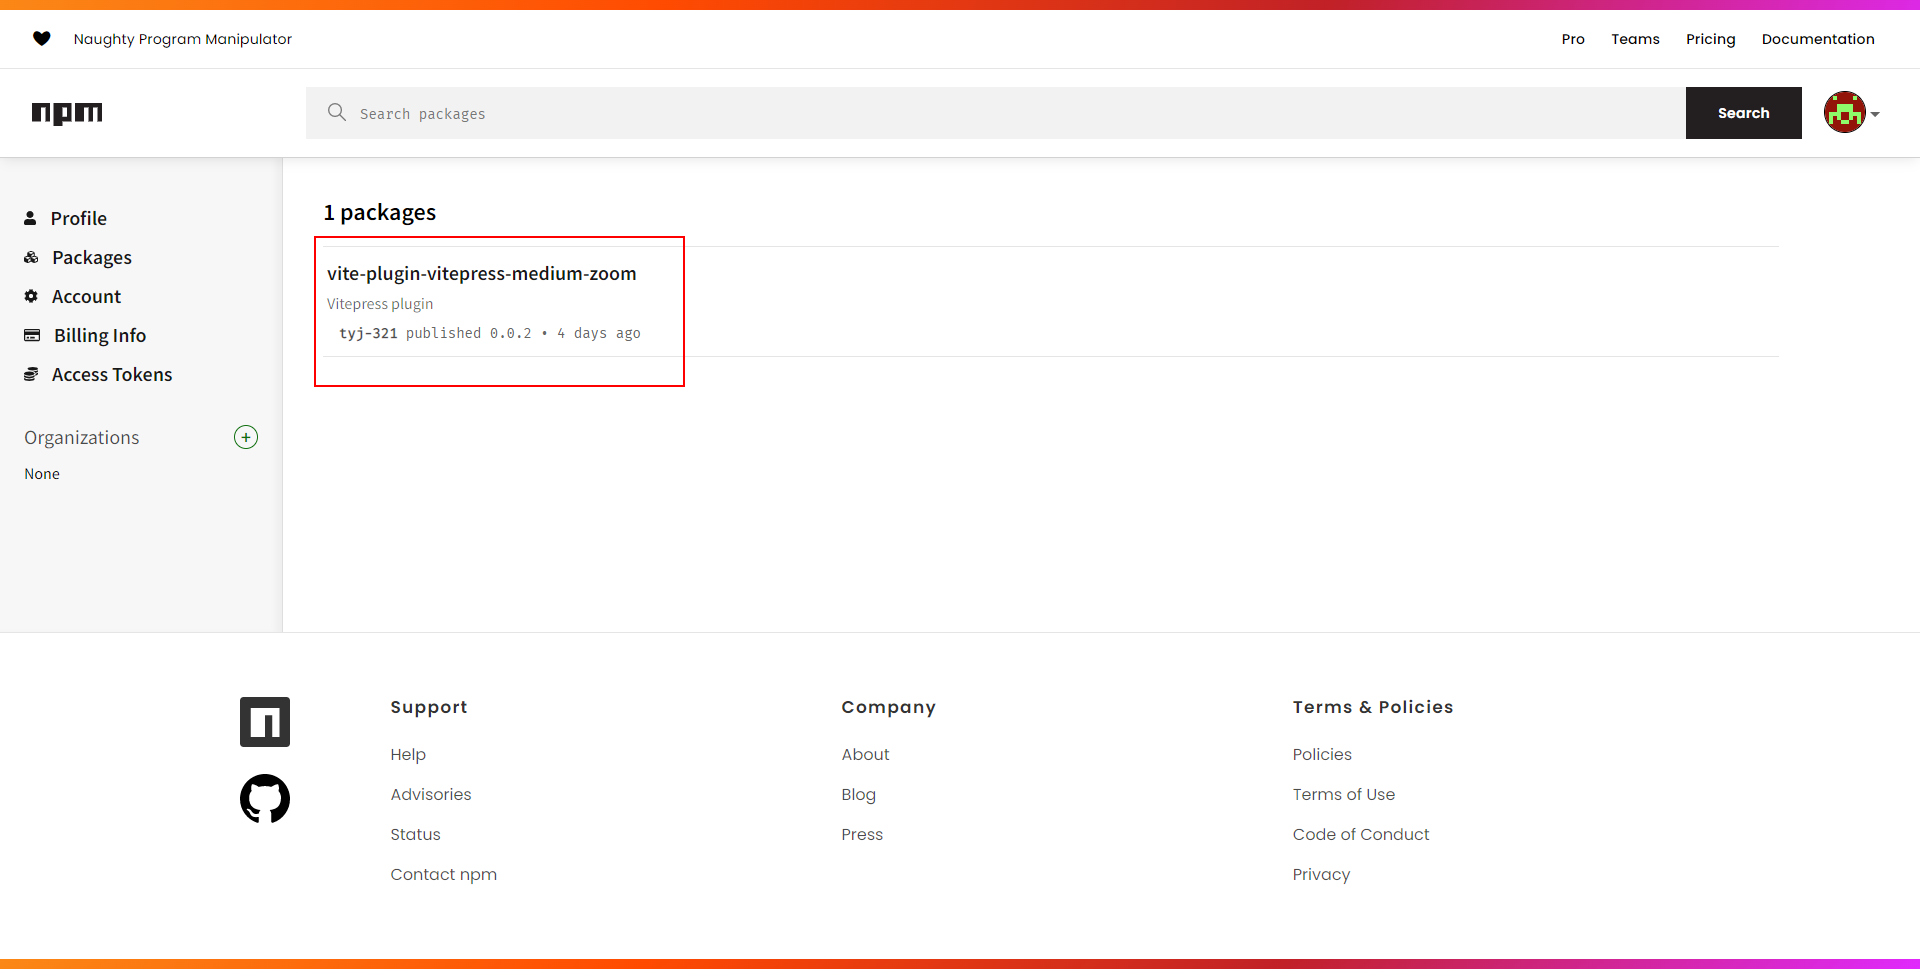 Naughty Program Manipulator
Pro Teams Pricing Documentation
npm
Search packages
Search
Profile
Packages
Account
Billing Info
Access Tokens
Organizations
None
1 packages
vite-plugin-vitepress-medium-zoom
Vitepress plugin
tyj-321 published 0.0.2 • 4 days ago
Support
Help
Advisories
Status
Contact npm
Company
About
Blog
Press
Terms & Policies
Policies
Terms of Use
Code of Conduct
Privacy